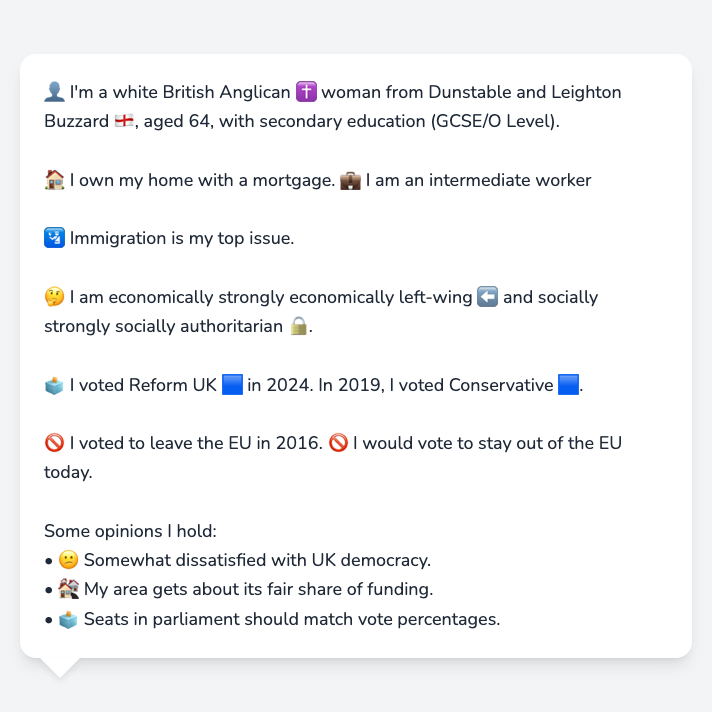 👤 I'm a white British Anglican ✝️ woman from Dunstable and Leighton
Buzzard 🏴󠁧󠁢󠁥󠁮󠁧󠁿, aged 64, with secondary education (GCSE/O Level).
🏠 I own my home with a mortgage. 💼 I am an intermediate worker
🛂 Immigration is my top issue.
🤔 I am economically strongly economically left-wing ⬅️ and socially
strongly socially authoritarian 🔒.
🗳️ I voted Reform UK 🟦 in 2024. In 2019, I voted Conservative 🟦.
🚫 I voted to leave the EU in 2016. 🚫 I would vote to stay out of the EU
today.
Some opinions I hold:
• 😕 Somewhat dissatisfied with UK democracy.
• 🏘️ My area gets about its fair share of funding.
• 🗳️ Seats in parliament should match vote percentages.